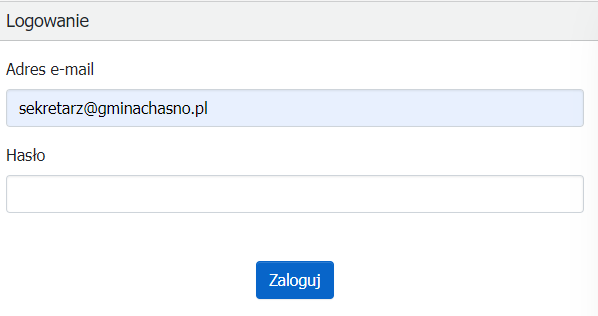 Logowanie
Adres e-mail
sekretarz@gminachasno.pl
Hasło
Zaloguj